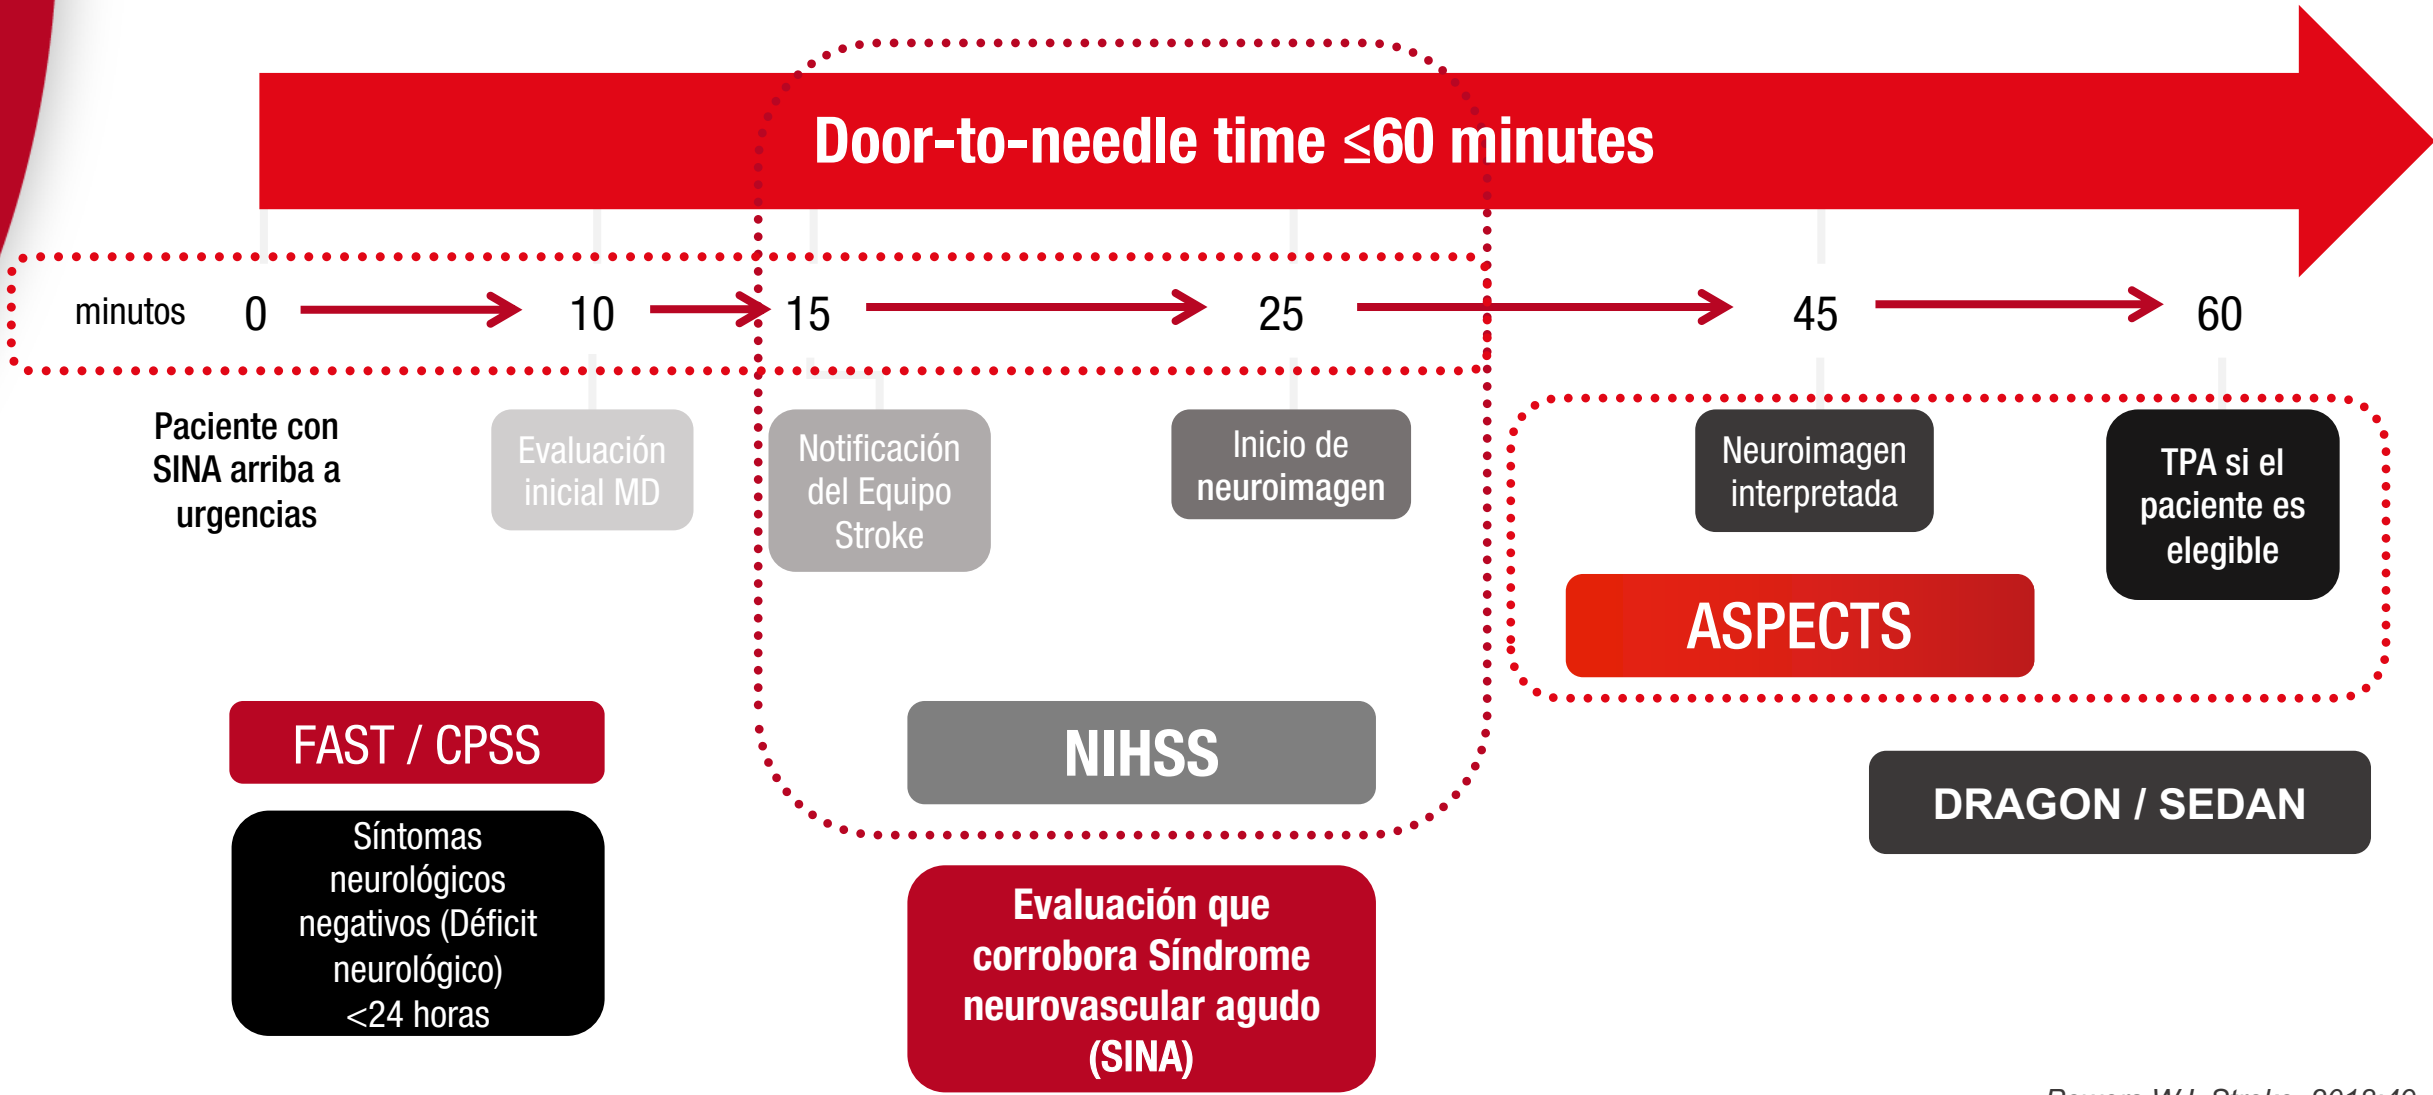 Door-to-needle time ≤60 minutes
minutos 0 10 15 25 45 60
Paciente con
SINA arriba a
urgencias
Evaluación
inicial MD
Notificación
del Equipo
Stroke
Inicio de
neuroimagen
Neuroimagen
interpretada
TPA si el
paciente es
elegible
ASPECTS
FAST / CPSS
NIHSS
DRAGON / SEDAN
Síntomas
neurológicos
negativos (Déficit
neurológico)
<24 horas
Evaluación que
corrobora Síndrome
neurovascular agudo
(SINA)